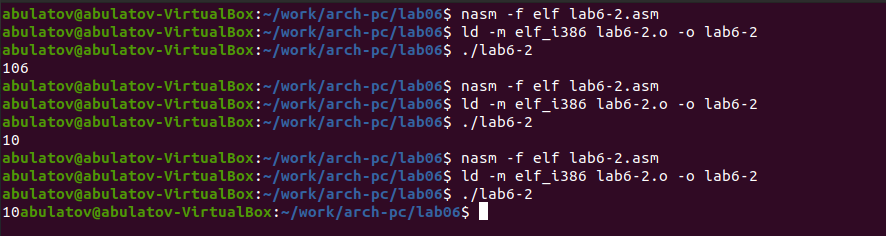 abulatov@abulatov-VirtualBox:~/work/arch-pc/lab06$ nasm -f elf lab6-2.asm
abulatov@abulatov-VirtualBox:~/work/arch-pc/lab06$ ld -m elf_i386 lab6-2.o -o lab6-2
abulatov@abulatov-VirtualBox:~/work/arch-pc/lab06$ ./lab6-2
106
abulatov@abulatov-VirtualBox:~/work/arch-pc/lab06$ nasm -f elf lab6-2.asm
abulatov@abulatov-VirtualBox:~/work/arch-pc/lab06$ ld -m elf_i386 lab6-2.o -o lab6-2
abulatov@abulatov-VirtualBox:~/work/arch-pc/lab06$ ./lab6-2
10
abulatov@abulatov-VirtualBox:~/work/arch-pc/lab06$ nasm -f elf lab6-2.asm
abulatov@abulatov-VirtualBox:~/work/arch-pc/lab06$ ld -m elf_i386 lab6-2.o -o lab6-2
abulatov@abulatov-VirtualBox:~/work/arch-pc/lab06$ ./lab6-2
10abulatov@abulatov-VirtualBox:~/work/arch-pc/lab06$